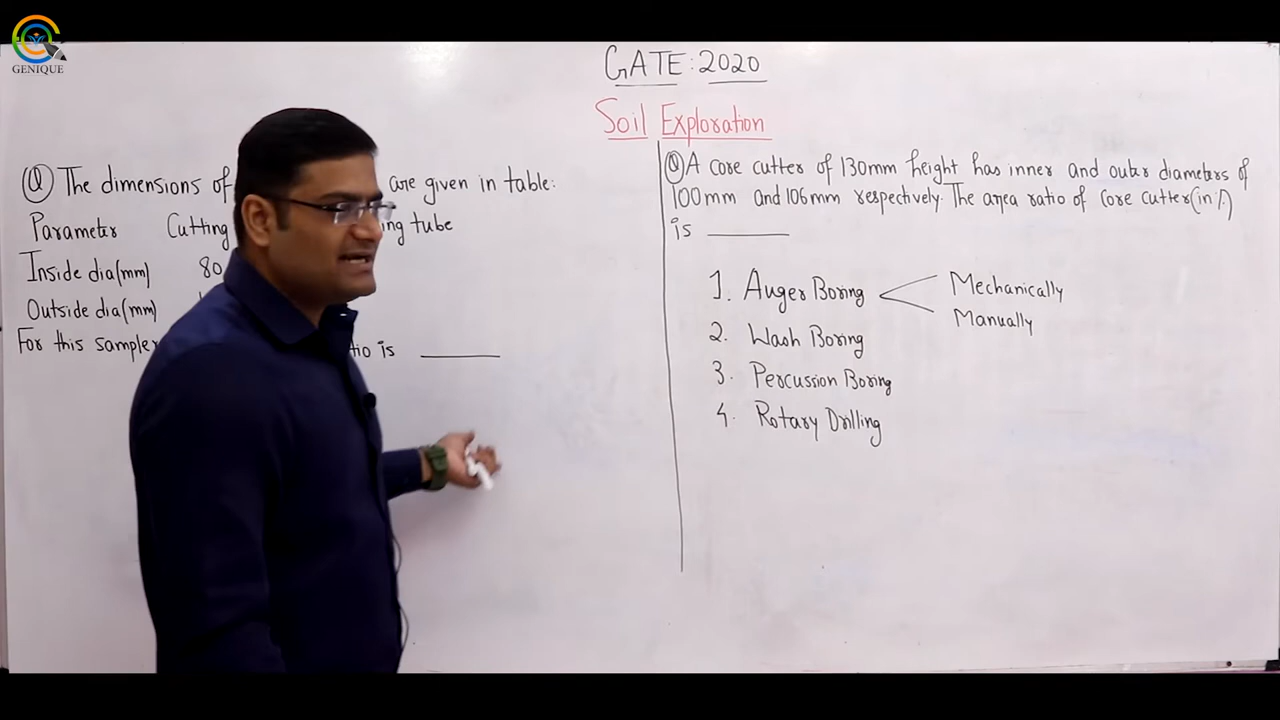 GENIQUE
GATE: 2020
Soil Exploration
Q The dimensions of are given in table:
Parameter Cutting tube
Inside dia(mm) 80
Outside dia(mm)
For this sampler is ______
Q A core cutter of 130mm height has inner and outer diameters of
100mm and 106mm respectively. The area ratio of core cutter(in %)
is ______
1. Auger Boring Mechanically
Manually
2. Wash Boring
3. Percussion Boring
4. Rotary Drilling